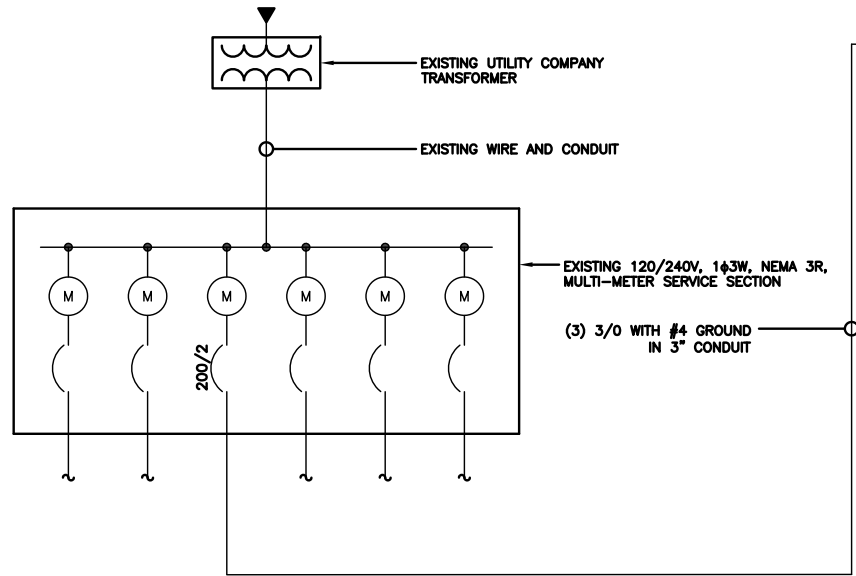 EXISTING UTILITY COMPANY
TRANSFORMER
EXISTING WIRE AND CONDUIT
EXISTING 120/240V, 1ϕ3W, NEMA 3R,
MULTI-METER SERVICE SECTION
(3) 3/0 WITH #4 GROUND
IN 3" CONDUIT
M M M M M M
200/2